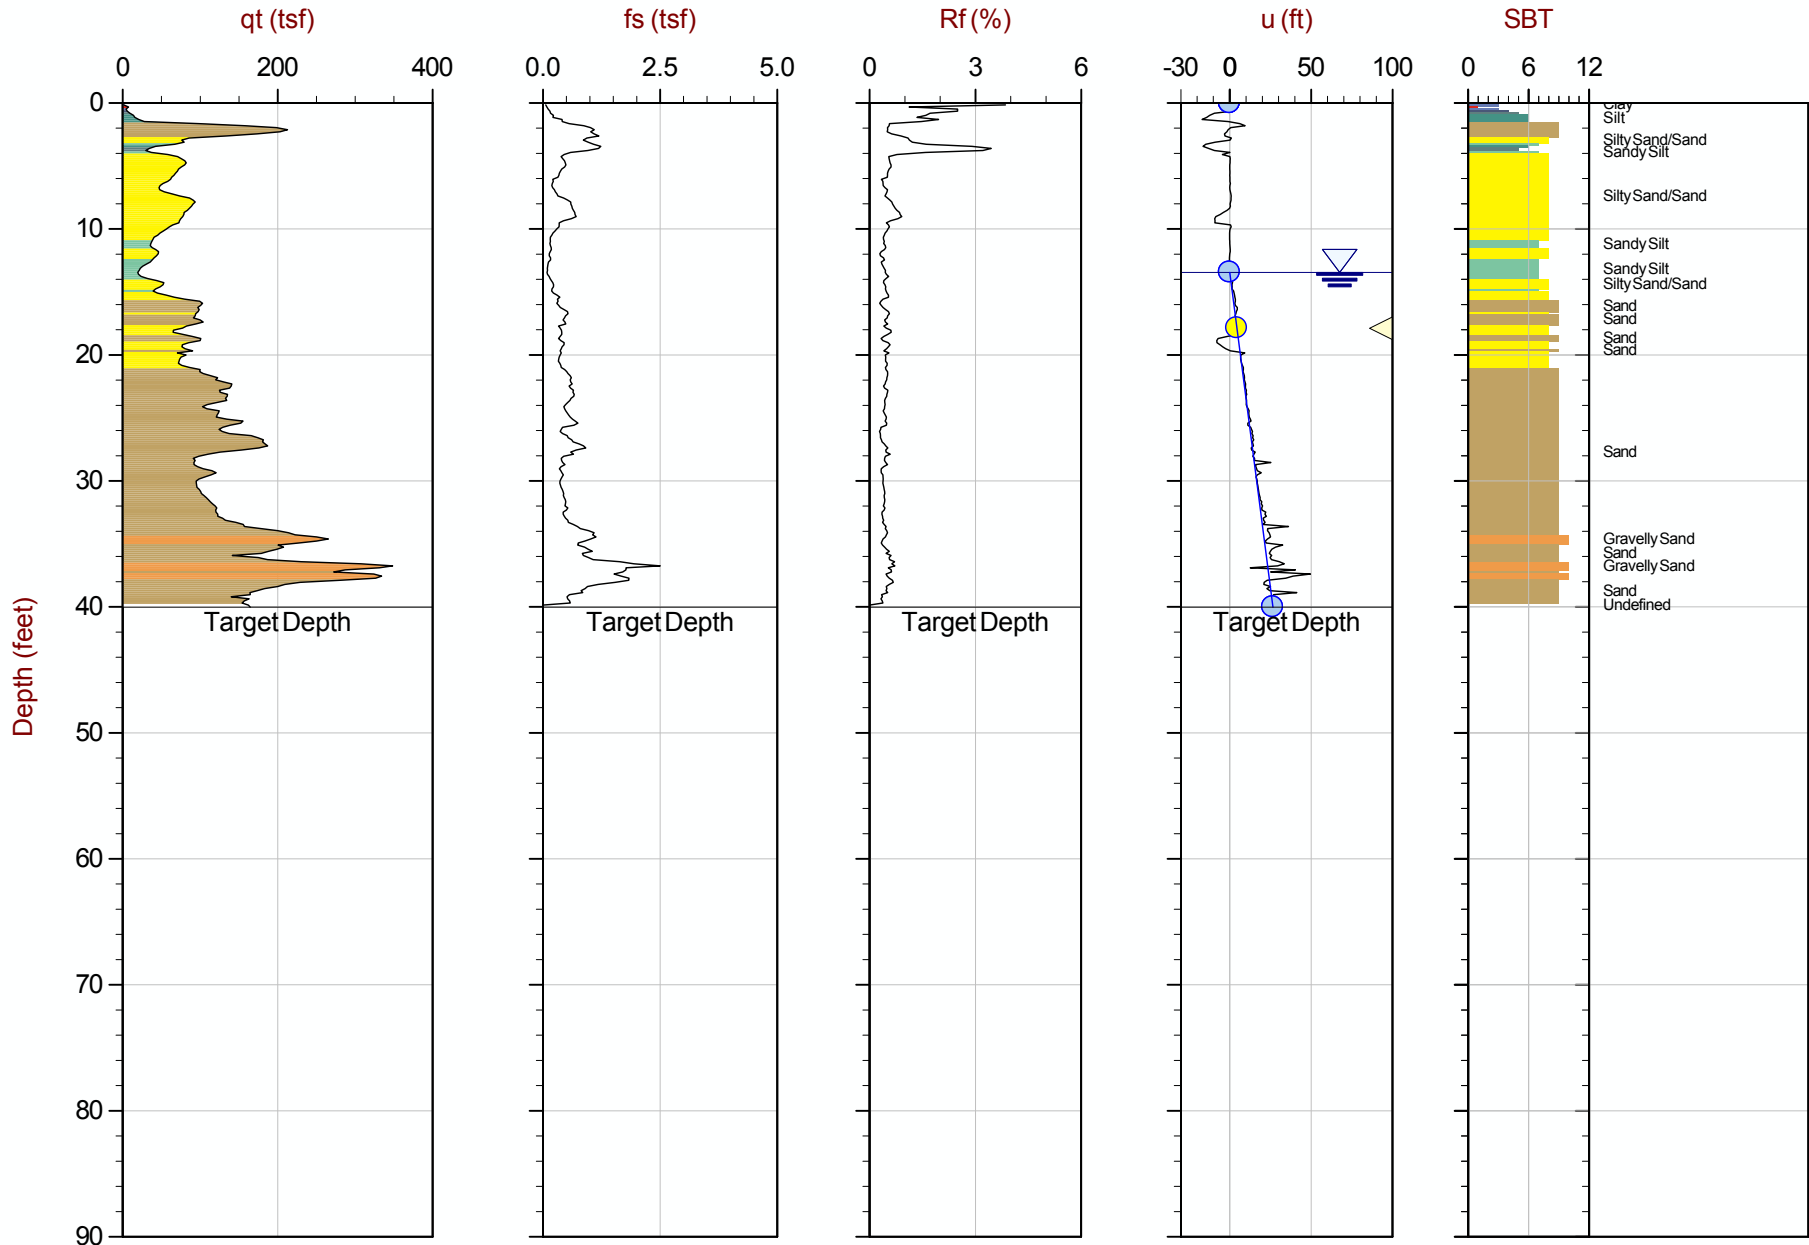 qt (tsf) fs (tsf) Rf (%) u (ft) SBT
0 200 400 0.0 2.5 5.0 0 3 6 -30 0 50 100 0 6 12
0
10
20
30
40
50
60
70
80
90
Depth (feet)
Clay
Silt
Silty Sand/Sand
Sandy Silt
Silty Sand/Sand
Sandy Silt
Sandy Silt
Silty Sand/Sand
Sand
Sand
Sand
Sand
Sand
Gravelly Sand
Sand
Gravelly Sand
Sand
Undefined
Target Depth Target Depth Target Depth Target Depth